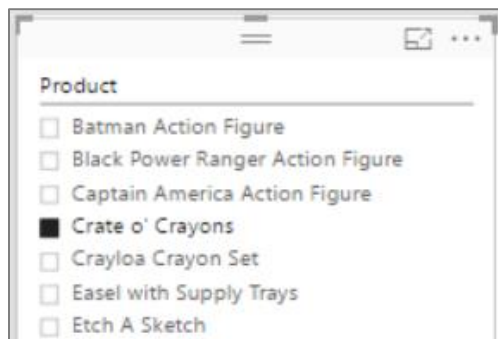 Product
Batman Action Figure
Black Power Ranger Action Figure
Captain America Action Figure
Crate o' Crayons
Crayloa Crayon Set
Easel with Supply Trays
Etch A Sketch